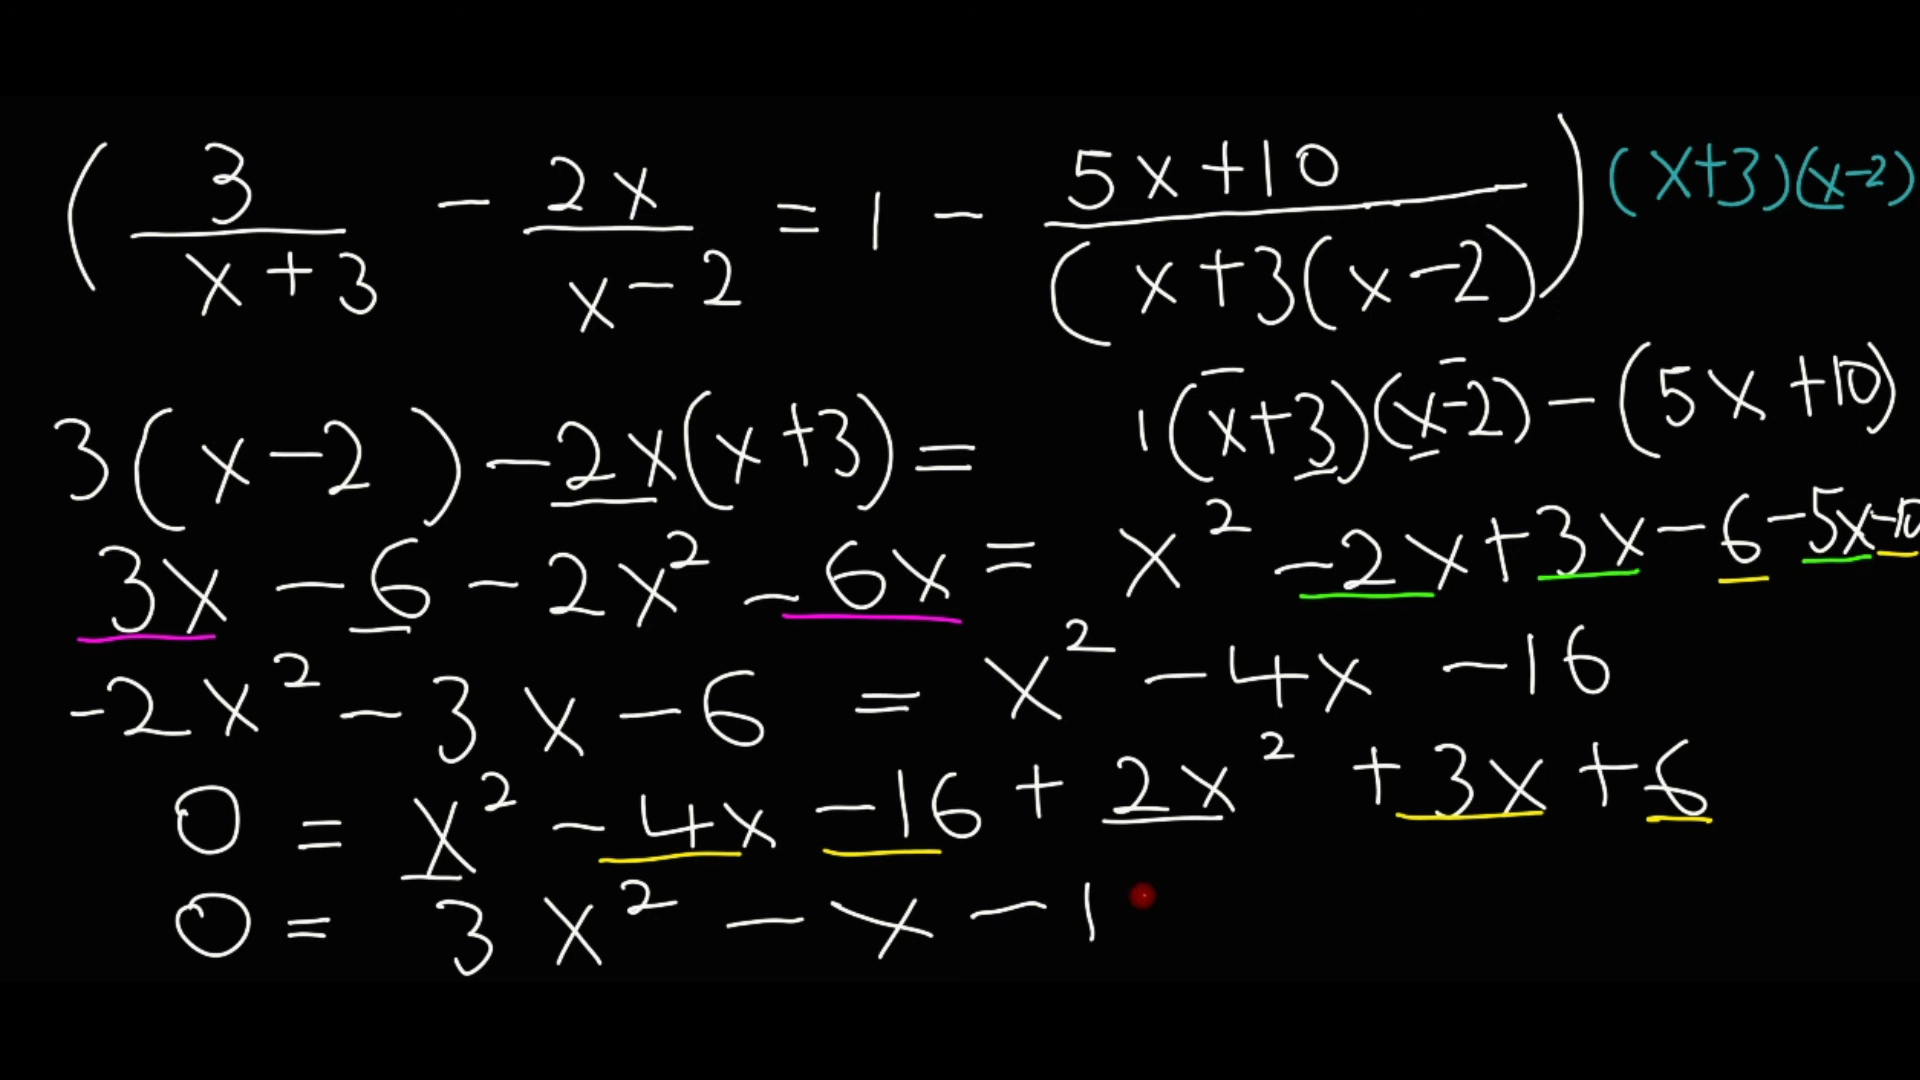 ( 3/(x+3) - 2x/(x-2) = 1 - (5x+10)/((x+3(x-2)) ) (x+3)(x-2)
3(x-2) - 2x(x+3) = 1(x+3)(x-2) - (5x+10)
3x - 6 - 2x² - 6x = x² - 2x + 3x - 6 - 5x - 10
-2x² - 3x - 6 = x² - 4x - 16
0 = x² - 4x - 16 + 2x² + 3x + 6
0 = 3x² - x - 1